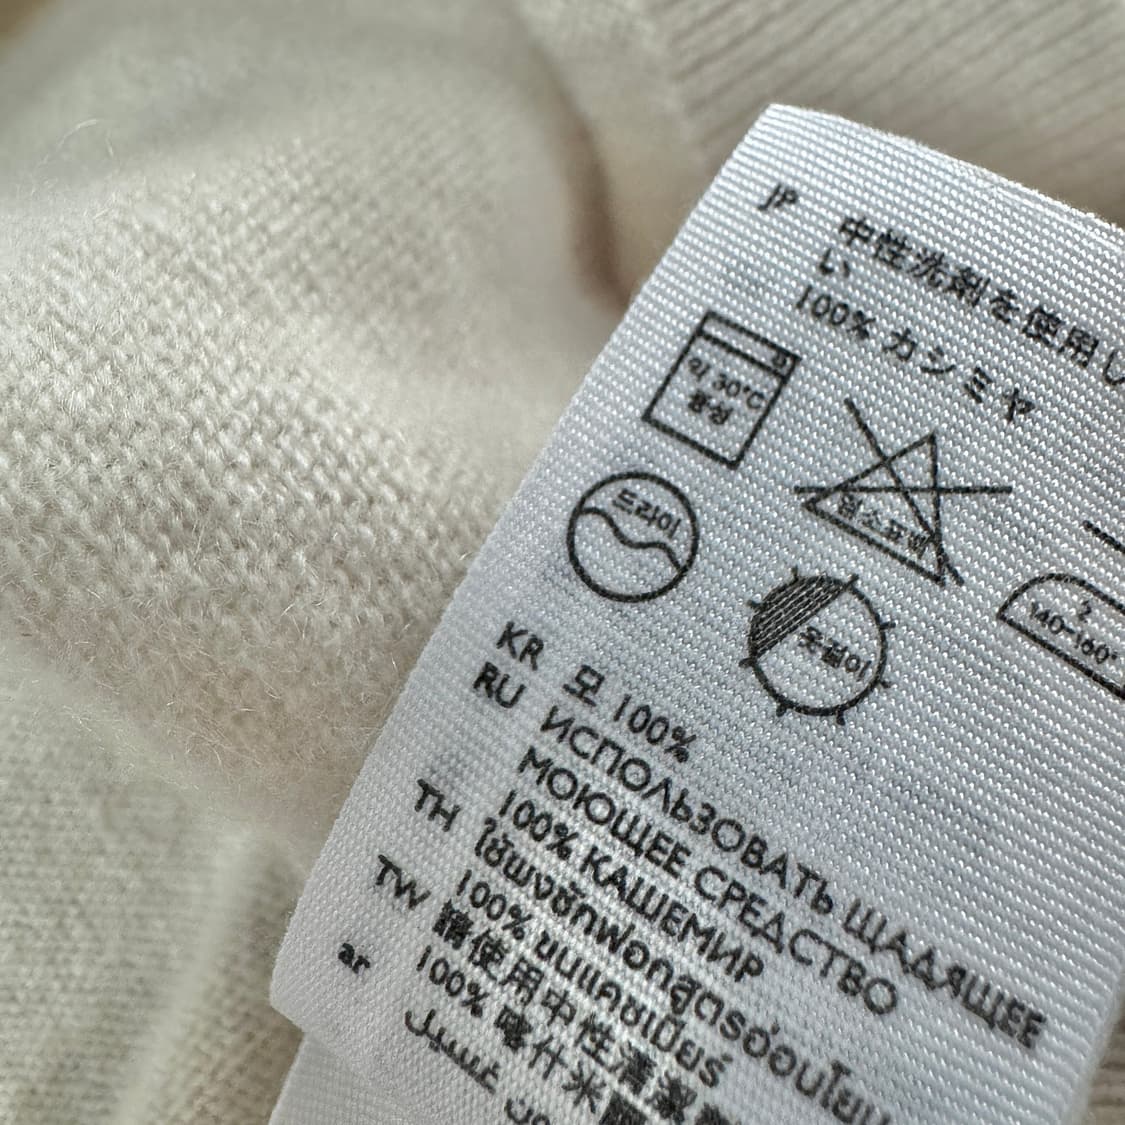 JP 中性洗剤を使用し
い
100% カシミヤ
약 30°C
중성
염소표백
드라이
옷걸이
2
140~160°
KR 모 100%
RU ИСПОЛЬЗОВАТЬ ЩАДЯЩЕЕ
МОЮЩЕЕ СРЕДСТВО
100% КАШЕМИР
TH ใช้ผงซักฟอกสูตรอ่อนโยน
100% ขนแคชเมียร์
TW 請使用中性潔
100% 喀什米
ar